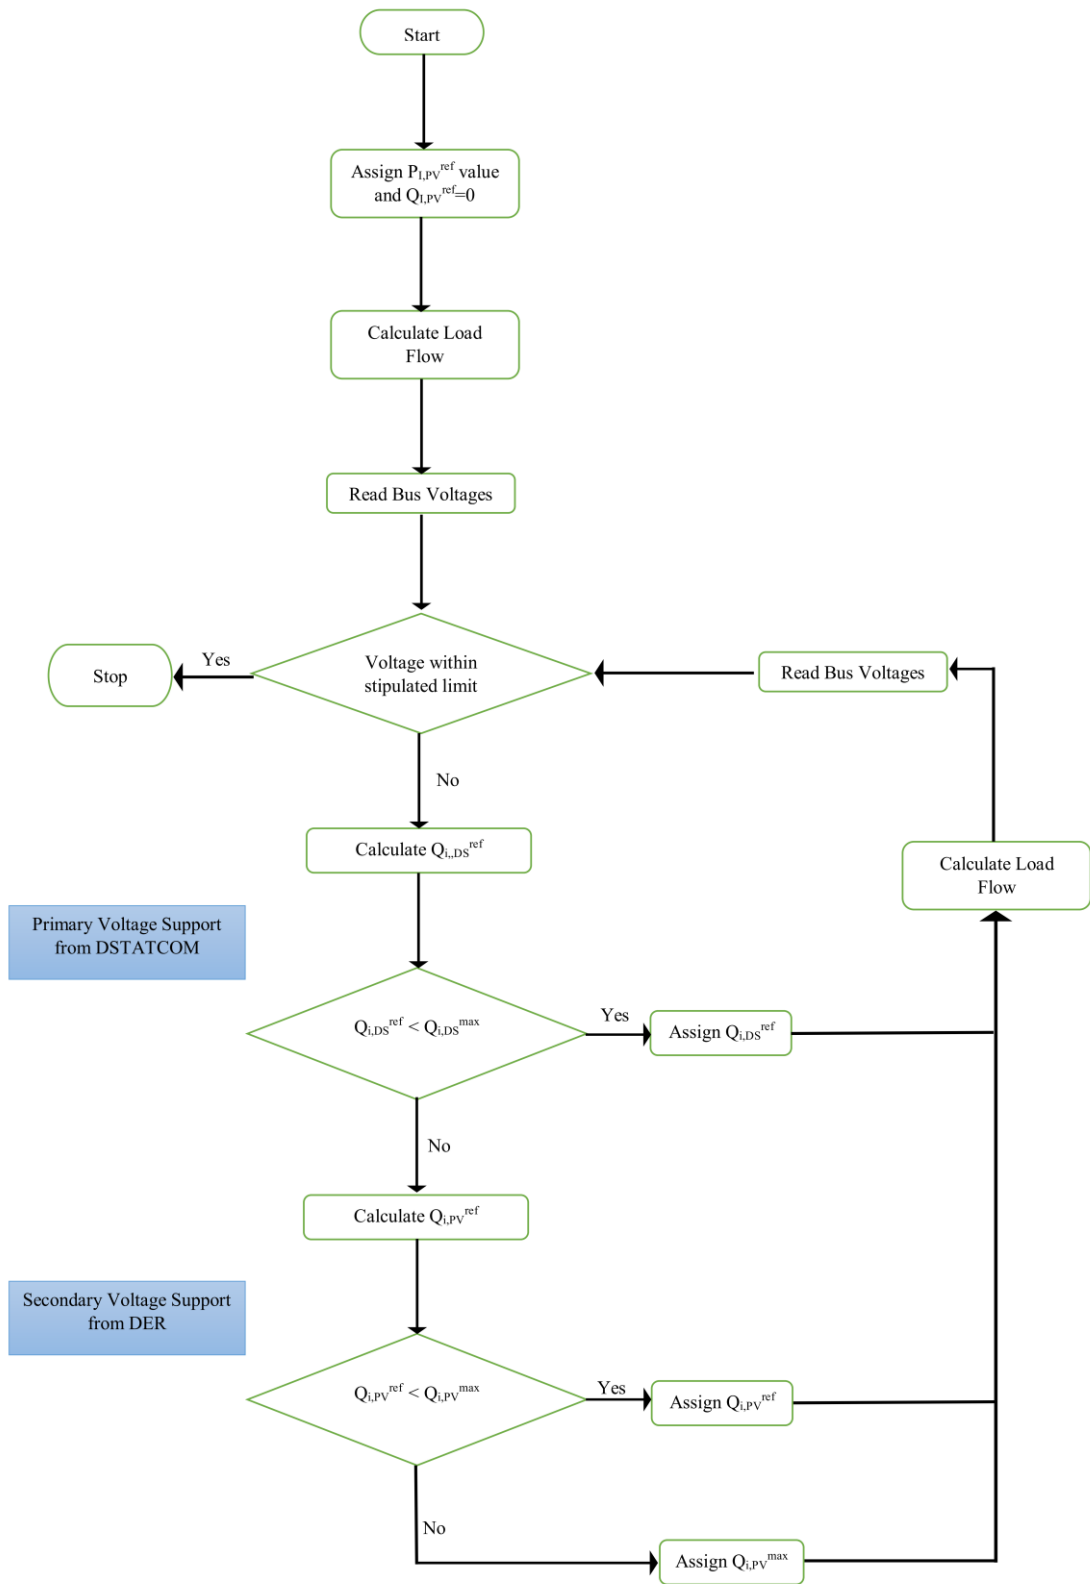 Start
Assign P_{I,PV}^{ref} value
and Q_{I,PV}^{ref}=0
Calculate Load
Flow
Read Bus Voltages
Voltage within
stipulated limit
Yes
Stop
Read Bus Voltages
No
Calculate Q_{i,,DS}^{ref}
Calculate Load
Flow
Primary Voltage Support
from DSTATCOM
Q_{i,DS}^{ref} < Q_{i,DS}^{max}
Yes
Assign Q_{i,DS}^{ref}
No
Calculate Q_{i,PV}^{ref}
Secondary Voltage Support
from DER
Q_{i,PV}^{ref} < Q_{i,PV}^{max}
Yes
Assign Q_{i,PV}^{ref}
No
Assign Q_{i,PV}^{max}